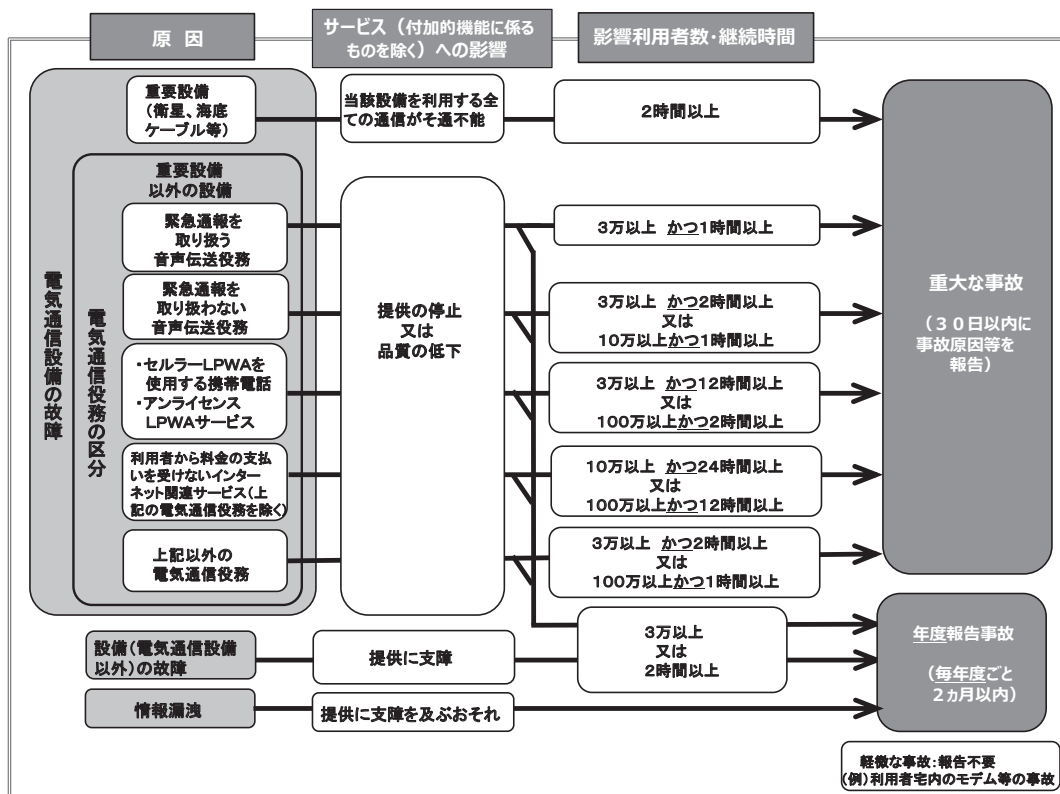 原 因
サービス（付加的機能に係る
ものを除く）への影響
影響利用者数・継続時間
重要設備
（衛星、海底
ケーブル等）
当該設備を利用する全
ての通信がそ通不能
2時間以上
重要設備
以外の設備
電気通信設備の故障
電気通信役務の区分
緊急通報を
取り扱う
音声伝送役務
緊急通報を
取り扱わない
音声伝送役務
・セルラーLPWAを
使用する携帯電話
・アンライセンス
LPWAサービス
利用者から料金の支払
いを受けないインター
ネット関連サービス（上
記の電気通信役務を除く）
上記以外の
電気通信役務
提供の停止
又は
品質の低下
3万以上 かつ1時間以上
3万以上 かつ2時間以上
又は
10万以上かつ1時間以上
3万以上 かつ12時間以上
又は
100万以上かつ2時間以上
10万以上 かつ24時間以上
又は
100万以上かつ12時間以上
3万以上 かつ2時間以上
又は
100万以上かつ1時間以上
重大な事故
（３０日以内に
事故原因等を
報告）
設備（電気通信設備
以外）の故障
提供に支障
3万以上
又は
2時間以上
情報漏洩
提供に支障を及ぶおそれ
年度報告事故
（毎年度ごと
２ヵ月以内）
軽微な事故：報告不要
（例）利用者宅内のモデム等の事故